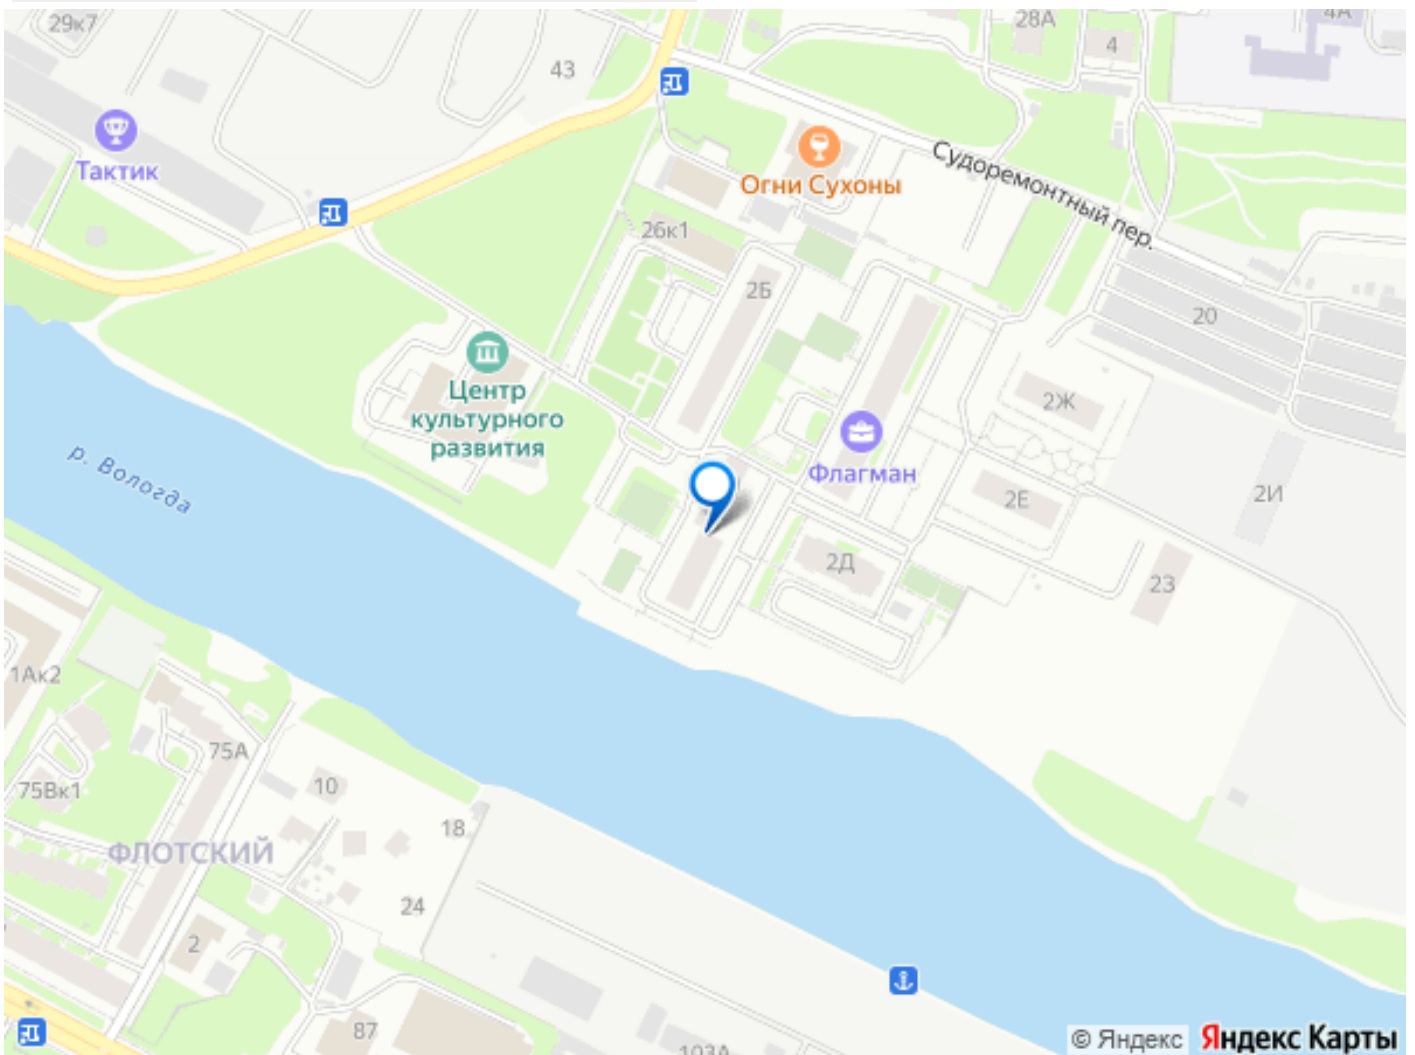 29к7
28А
4А
4
43
Тактик
Огни Сухоны
Судоремонтный пер.
26к1
2Б
20
Центр
культурного
развития
2Ж
Флагман
р. Вологда
2Е
2И
2Д
23
1Ак2
75А
75Вк1
10
18
ФЛОТСКИЙ
24
2
87
103А
© Яндекс
Яндекс Карты